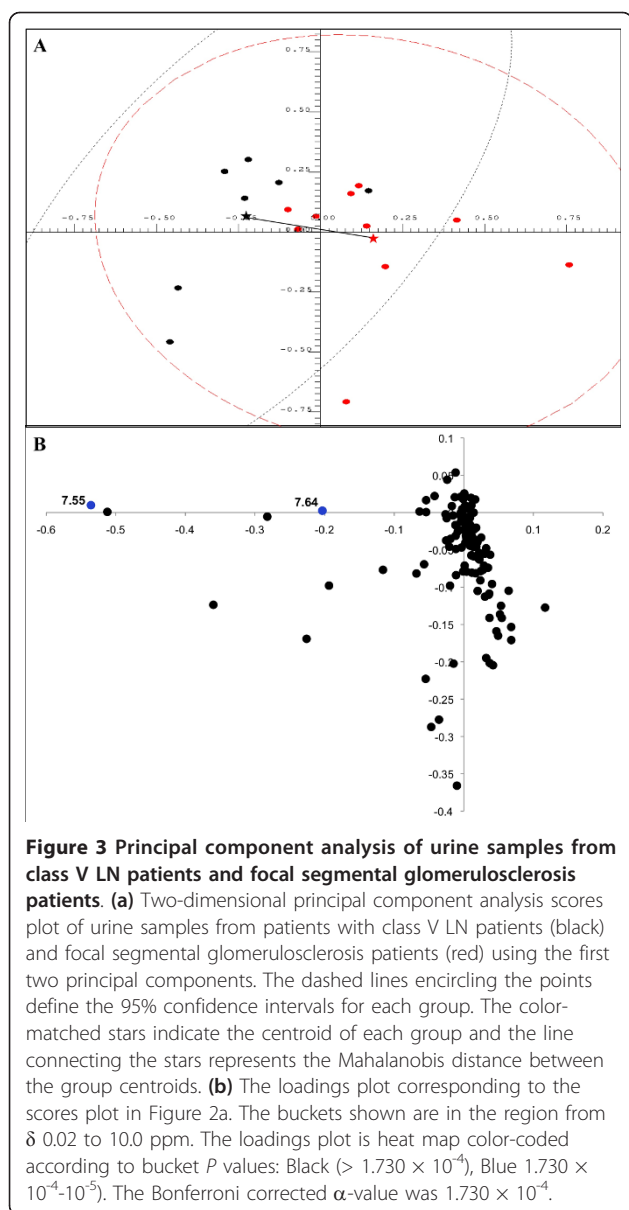 A
0.75
0.50
0.25
-0.75 -0.50 -0.25 0.00 0.25 0.50 0.75
0.00
-0.25
-0.50
-0.75
B
0.1
0.05
7.55 7.64
-0.6 -0.5 -0.4 -0.3 -0.2 -0.1 0.1 0.2
-0.05
-0.1
-0.15
-0.2
-0.25
-0.3
-0.35
-0.4
Figure 3 Principal component analysis of urine samples from
class V LN patients and focal segmental glomerulosclerosis
patients. (a) Two-dimensional principal component analysis scores
plot of urine samples from patients with class V LN patients (black)
and focal segmental glomerulosclerosis patients (red) using the first
two principal components. The dashed lines encircling the points
define the 95% confidence intervals for each group. The color-
matched stars indicate the centroid of each group and the line
connecting the stars represents the Mahalanobis distance between
the group centroids. (b) The loadings plot corresponding to the
scores plot in Figure 2a. The buckets shown are in the region from
δ 0.02 to 10.0 ppm. The loadings plot is heat map color-coded
according to bucket P values: Black (> 1.730 × 10⁻⁴), Blue 1.730 ×
10⁻⁴-10⁻⁵). The Bonferroni corrected α-value was 1.730 × 10⁻⁴.